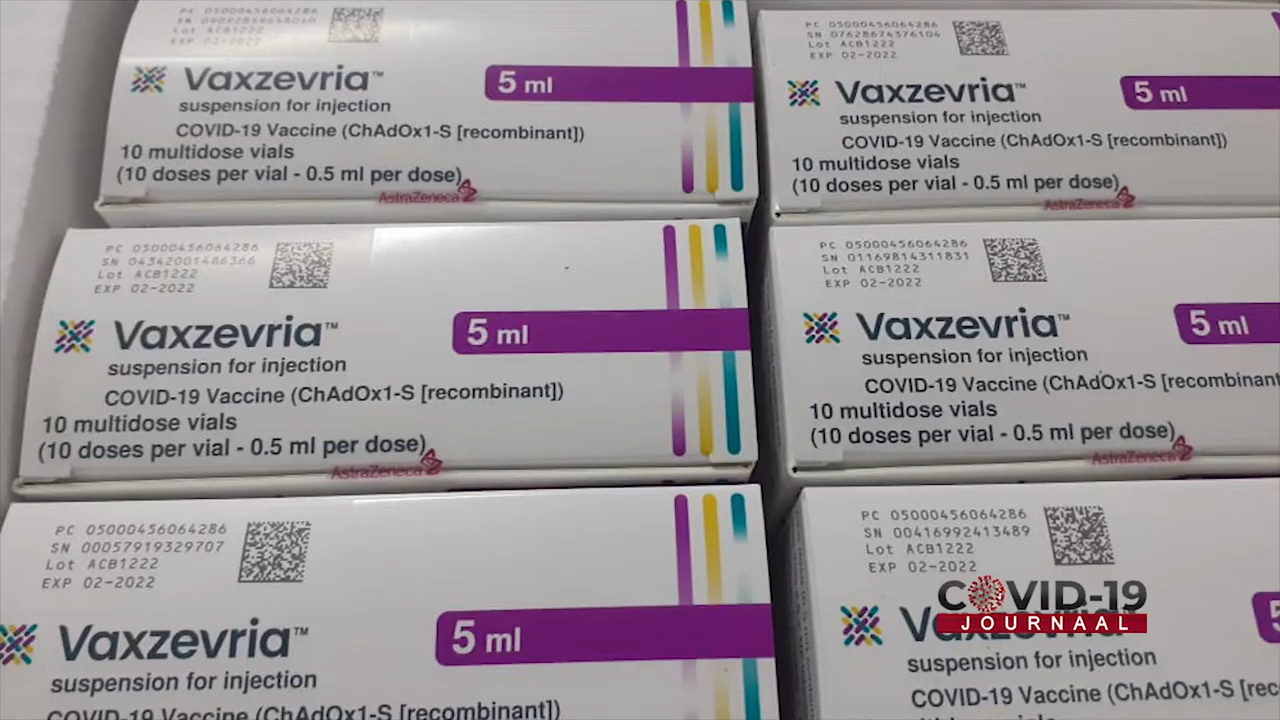 PC 05000456064286
Lot ACB1222
EXP 02-2022
Vaxzevria™
5 ml
suspension for injection
COVID-19 Vaccine (ChAdOx1-S [recombinant])
10 multidose vials
(10 doses per vial - 0.5 ml per dose)
AstraZeneca
PC 05000456064286
SN 07628674376104
Lot ACB1222
EXP 02-2022
Vaxzevria™
5 ml
suspension for injection
COVID-19 Vaccine (ChAdOx1-S [recombinant])
10 multidose vials
(10 doses per vial - 0.5 ml per dose)
AstraZeneca
PC 05000456064286
SN 04342001486366
Lot ACB1222
EXP 02-2022
Vaxzevria™
5 ml
suspension for injection
COVID-19 Vaccine (ChAdOx1-S [recombinant])
10 multidose vials
(10 doses per vial - 0.5 ml per dose)
AstraZeneca
PC 05000456064286
SN 01169814311831
Lot ACB1222
EXP 02-2022
Vaxzevria™
5 ml
suspension for injection
COVID-19 Vaccine (ChAdOx1-S [recombinant
10 multidose vials
(10 doses per vial - 0.5 ml per dose)
AstraZeneca
PC 05000456064286
SN 00057919329707
Lot ACB1222
EXP 02-2022
Vaxzevria™
5 ml
suspension for injection
COVID-19 Vaccine (ChAdOx1-S [recombinant])
PC 05000456064286
SN 00416992413489
Lot ACB1222
EXP 02-2022
Vaxzevria
5
suspension for injection
COVID-19 Vaccine (ChAdOx1-S [rec
COVID-19
JOURNAAL